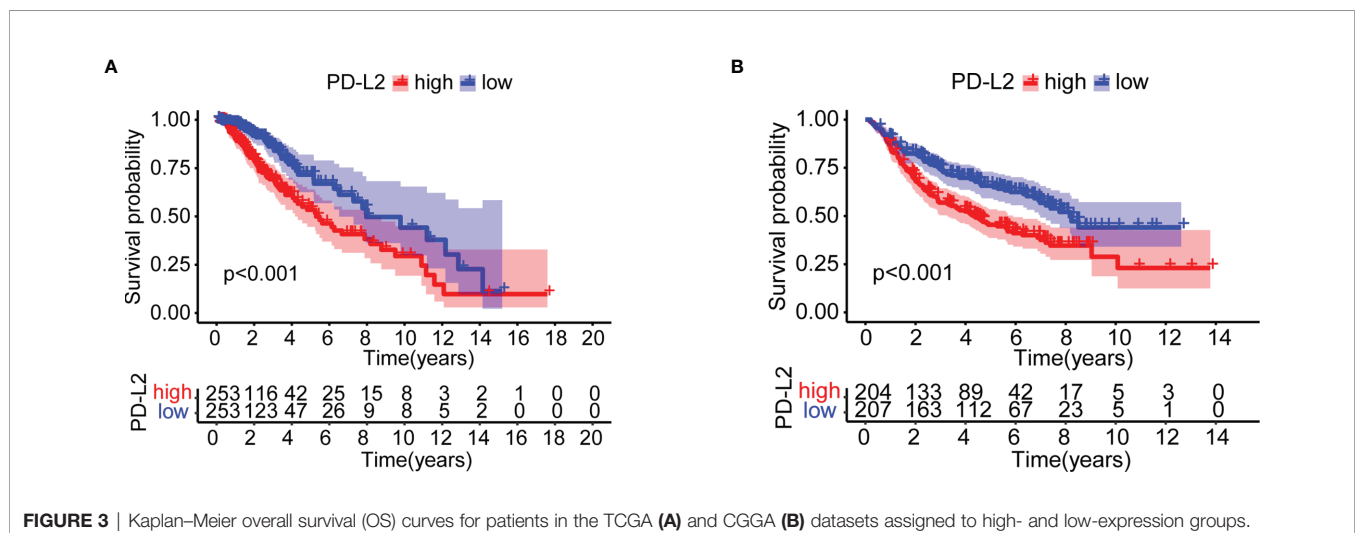 A
PD-L2 high low
Survival probability
1.00
0.75
0.50
0.25
0.00
p<0.001
0 2 4 6 8 10 12 14 16 18 20
Time(years)
PD-L2
high 253 116 42 25 15 8 3 2 1 0 0
low 253 123 47 26 9 8 5 2 0 0 0
0 2 4 6 8 10 12 14 16 18 20
Time(years)
B
PD-L2 high low
Survival probability
1.00
0.75
0.50
0.25
0.00
p<0.001
0 2 4 6 8 10 12 14
Time(years)
PD-L2
high 204 133 89 42 17 5 3 0
low 207 163 112 67 23 5 1 0
0 2 4 6 8 10 12 14
Time(years)
FIGURE 3 | Kaplan–Meier overall survival (OS) curves for patients in the TCGA (A) and CGGA (B) datasets assigned to high- and low-expression groups.